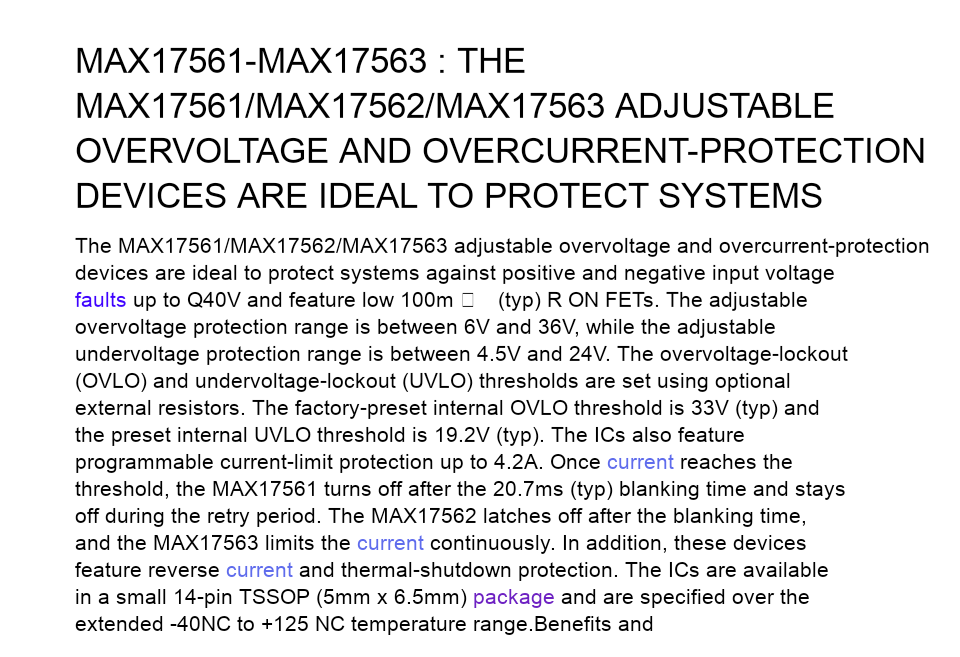 MAX17561-MAX17563 : THE
MAX17561/MAX17562/MAX17563 ADJUSTABLE
OVERVOLTAGE AND OVERCURRENT-PROTECTION
DEVICES ARE IDEAL TO PROTECT SYSTEMS
The MAX17561/MAX17562/MAX17563 adjustable overvoltage and overcurrent-protection
devices are ideal to protect systems against positive and negative input voltage
faults up to Q40V and feature low 100m  (typ) R ON FETs. The adjustable
overvoltage protection range is between 6V and 36V, while the adjustable
undervoltage protection range is between 4.5V and 24V. The overvoltage-lockout
(OVLO) and undervoltage-lockout (UVLO) thresholds are set using optional
external resistors. The factory-preset internal OVLO threshold is 33V (typ) and
the preset internal UVLO threshold is 19.2V (typ). The ICs also feature
programmable current-limit protection up to 4.2A. Once current reaches the
threshold, the MAX17561 turns off after the 20.7ms (typ) blanking time and stays
off during the retry period. The MAX17562 latches off after the blanking time,
and the MAX17563 limits the current continuously. In addition, these devices
feature reverse current and thermal-shutdown protection. The ICs are available
in a small 14-pin TSSOP (5mm x 6.5mm) package and are specified over the
extended -40NC to +125 NC temperature range.Benefits and